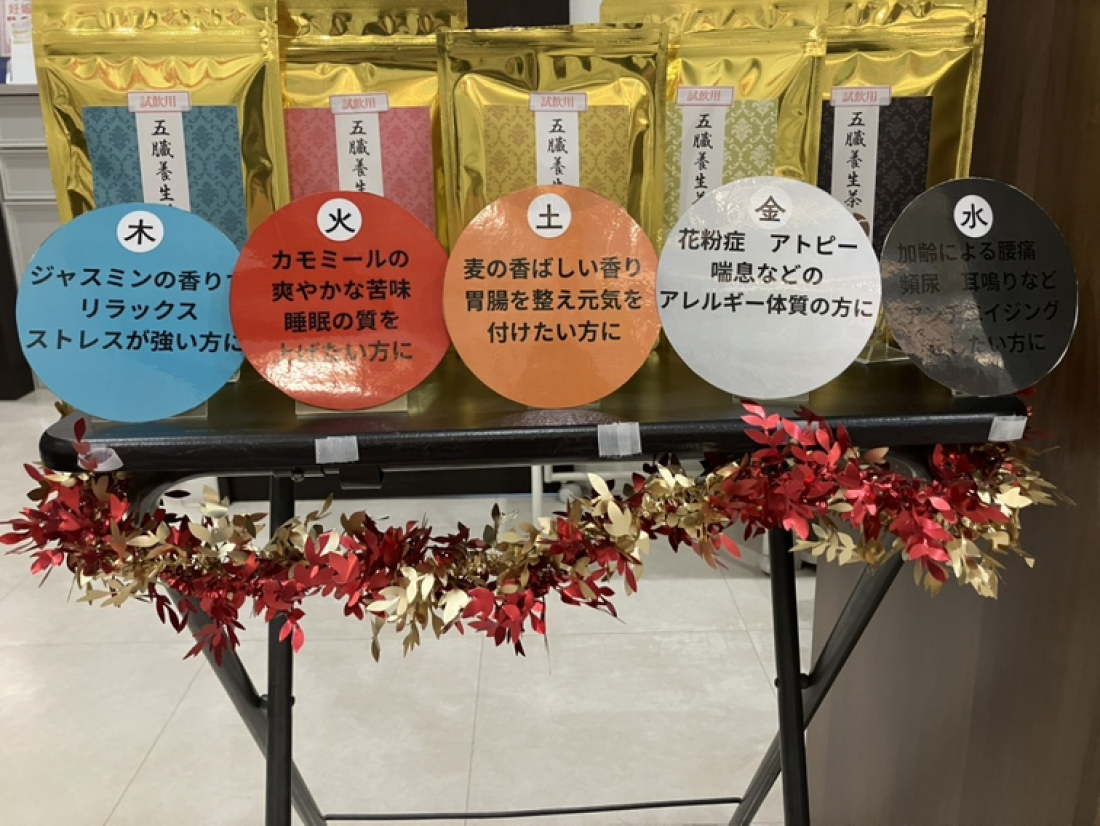 妊娠
試飲用
五臓養生
試飲用
五臓養生
試飲用
五臓養生
試飲用
五臓養生
試飲用
五臓養生茶
木
ジャスミンの香りで
リラックス
ストレスが強い方に
火
カモミールの
爽やかな苦味
睡眠の質を
上げたい方に
土
麦の香ばしい香り
胃腸を整え元気を
付けたい方に
金
花粉症 アトピー
喘息などの
アレルギー体質の方に
水
加齢による腰痛
頻尿 耳鳴りなど
アンチエイジング
したい方に